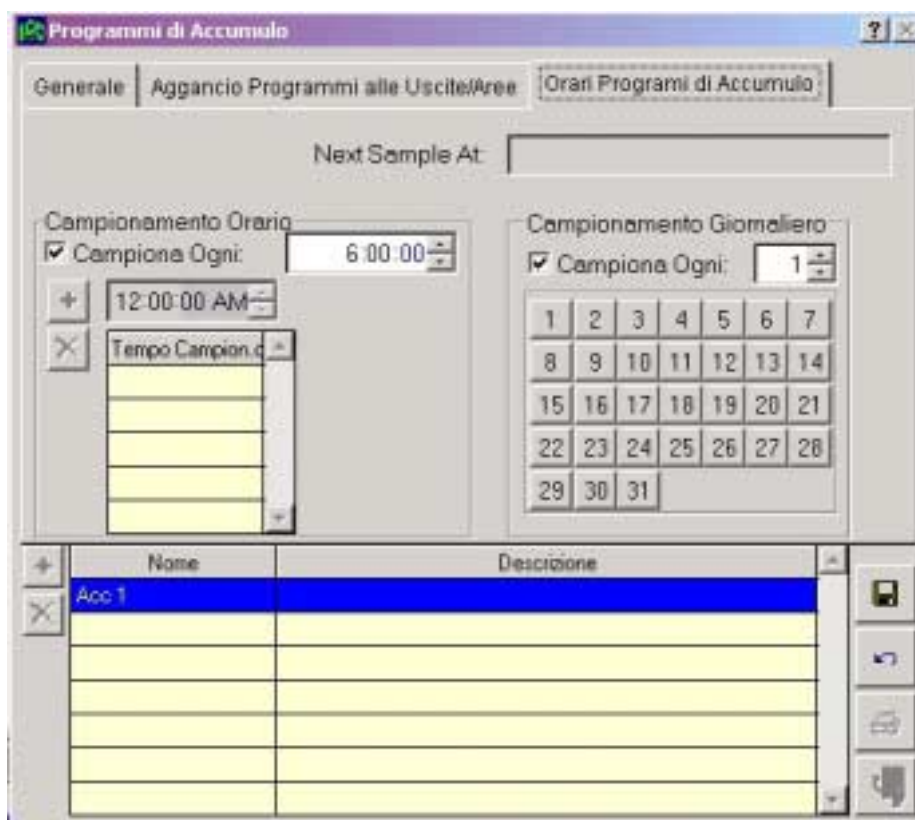 Programmi di Accumulo
Generale Aggancio Programmi alle Uscite/Aree Orari Programi di Accumulo
Next Sample At:
Campionamento Orario Campionamento Giornaliero
Campiona Ogni: 6:00:00 Campiona Ogni: 1
12:00:00 AM
Tempo Campion.
1 2 3 4 5 6 7
8 9 10 11 12 13 14
15 16 17 18 19 20 21
22 23 24 25 26 27 28
29 30 31
Nome Descrizione
Acc 1